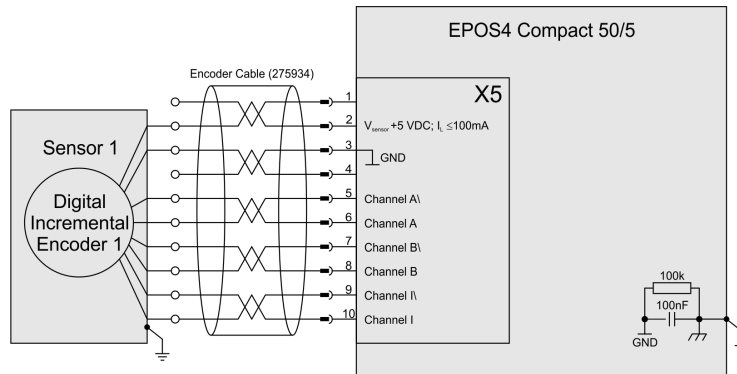 EPOS4 Compact 50/5
Encoder Cable (275934)
X5
Sensor 1
Digital
Incremental
Encoder 1
1
2
V sensor +5 VDC; I L ≤100mA
3
GND
4
5
Channel A\
6
Channel A
7
Channel B\
8
Channel B
9
Channel I\
10
Channel I
100k
100nF
GND